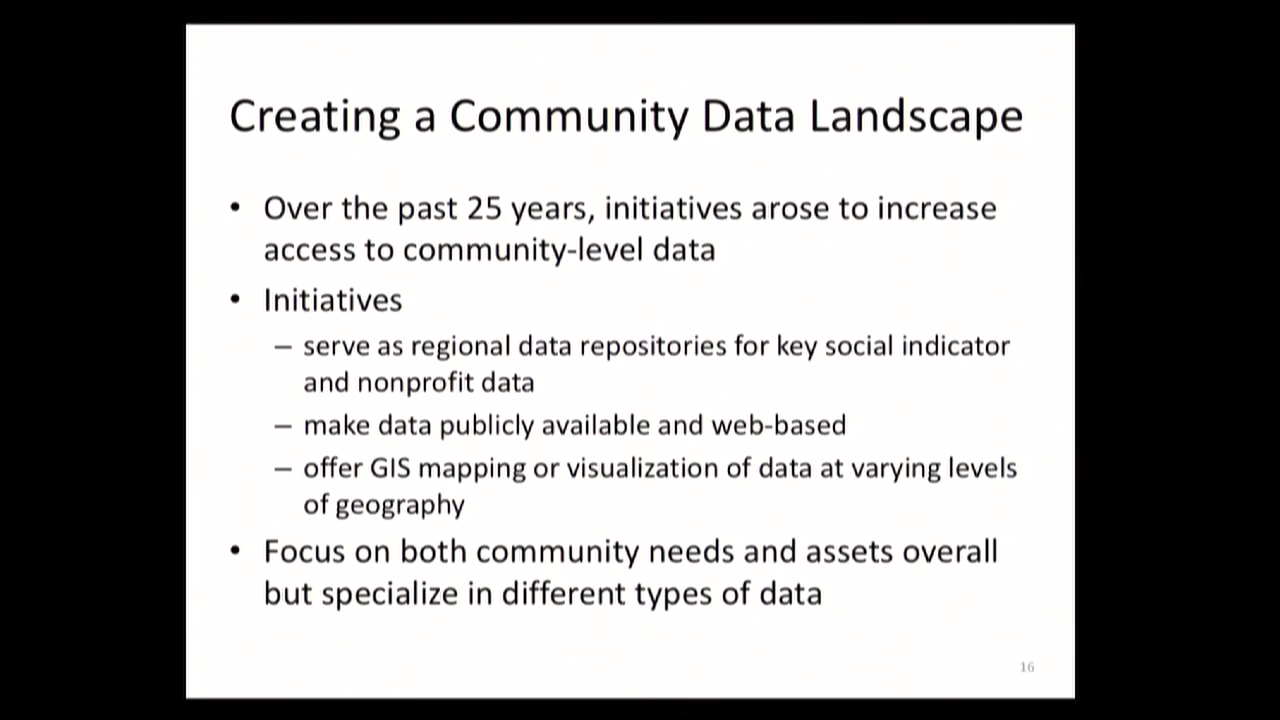 Creating a Community Data Landscape
• Over the past 25 years, initiatives arose to increase
access to community-level data
• Initiatives
– serve as regional data repositories for key social indicator
and nonprofit data
– make data publicly available and web-based
– offer GIS mapping or visualization of data at varying levels
of geography
• Focus on both community needs and assets overall
but specialize in different types of data
16